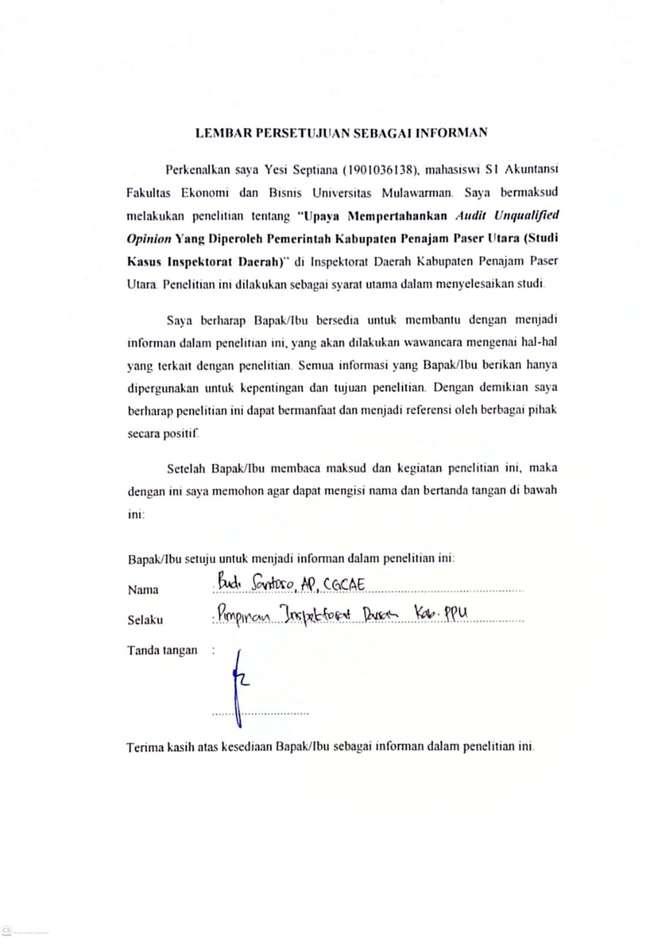 LEMBAR PERSETUJUAN SEBAGAI INFORMAN
Perkenalkan saya Yesi Septiana (1901036138), mahasiswi S1 Akuntansi
Fakultas Ekonomi dan Bisnis Universitas Mulawarman. Saya bermaksud
melakukan penelitian tentang "Upaya Mempertahankan Audit Unqualified
Opinion Yang Diperoleh Pemerintah Kabupaten Penajam Paser Utara (Studi
Kasus Inspektorat Daerah)" di Inspektorat Daerah Kabupaten Penajam Paser
Utara. Penelitian ini dilakukan sebagai syarat utama dalam menyelesaikan studi.
Saya berharap Bapak/Ibu bersedia untuk membantu dengan menjadi
informan dalam penelitian ini, yang akan dilakukan wawancara mengenai hal-hal
yang terkait dengan penelitian. Semua informasi yang Bapak/Ibu berikan hanya
dipergunakan untuk kepentingan dan tujuan penelitian. Dengan demikian saya
berharap penelitian ini dapat bermanfaat dan menjadi referensi oleh berbagai pihak
secara positif.
Setelah Bapak/Ibu membaca maksud dan kegiatan penelitian ini, maka
dengan ini saya memohon agar dapat mengisi nama dan bertanda tangan di bawah
ini:
Bapak/Ibu setuju untuk menjadi informan dalam penelitian ini:
Nama : Budi Santoso, AP, CGCAE
Selaku : Pimpinan Inspektorat Daerah Kab. PPU
Tanda tangan :
Terima kasih atas kesediaan Bapak/Ibu sebagai informan dalam penelitian ini.